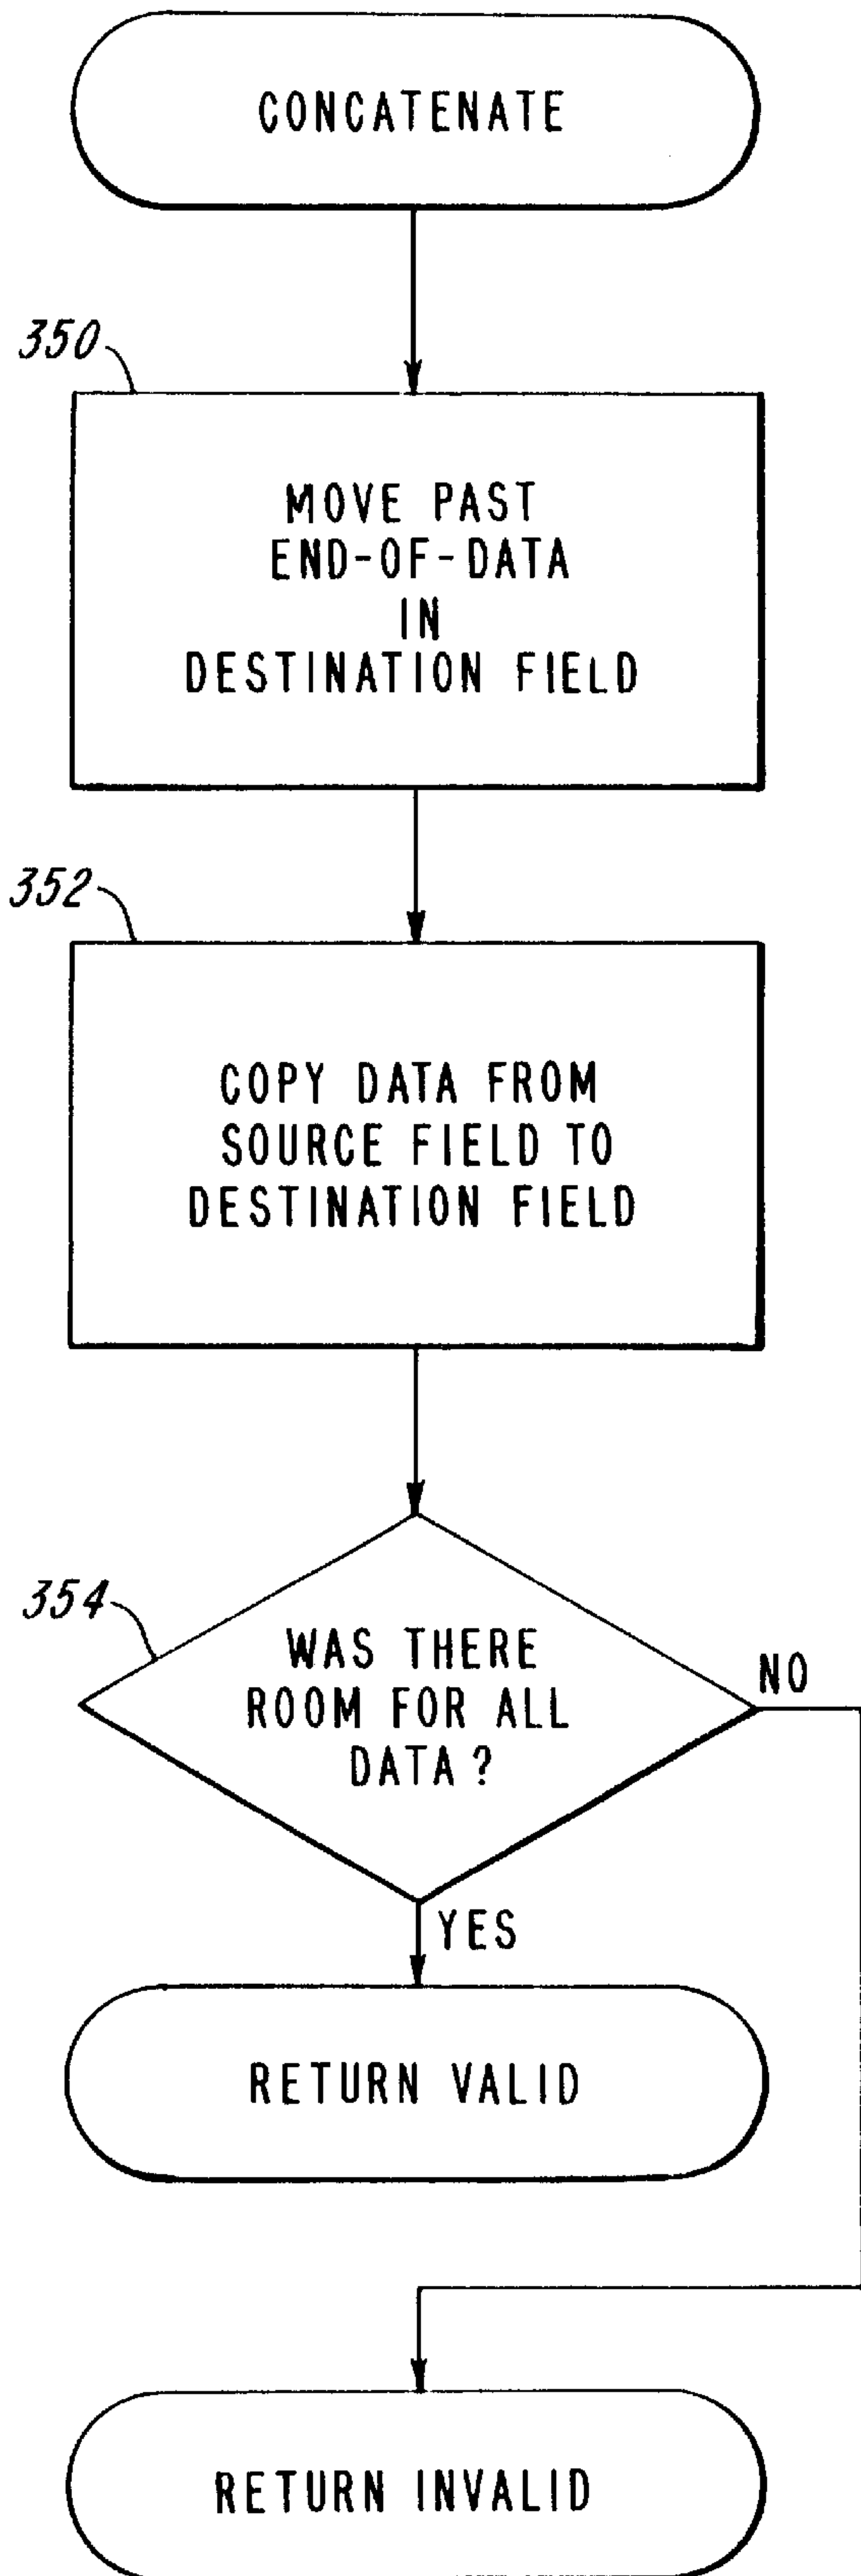 CONCATENATE
350
MOVE PAST
END-OF-DATA
IN
DESTINATION FIELD
352
COPY DATA FROM
SOURCE FIELD TO
DESTINATION FIELD
354
WAS THERE
ROOM FOR ALL
DATA?
NO
YES
RETURN VALID
RETURN INVALID